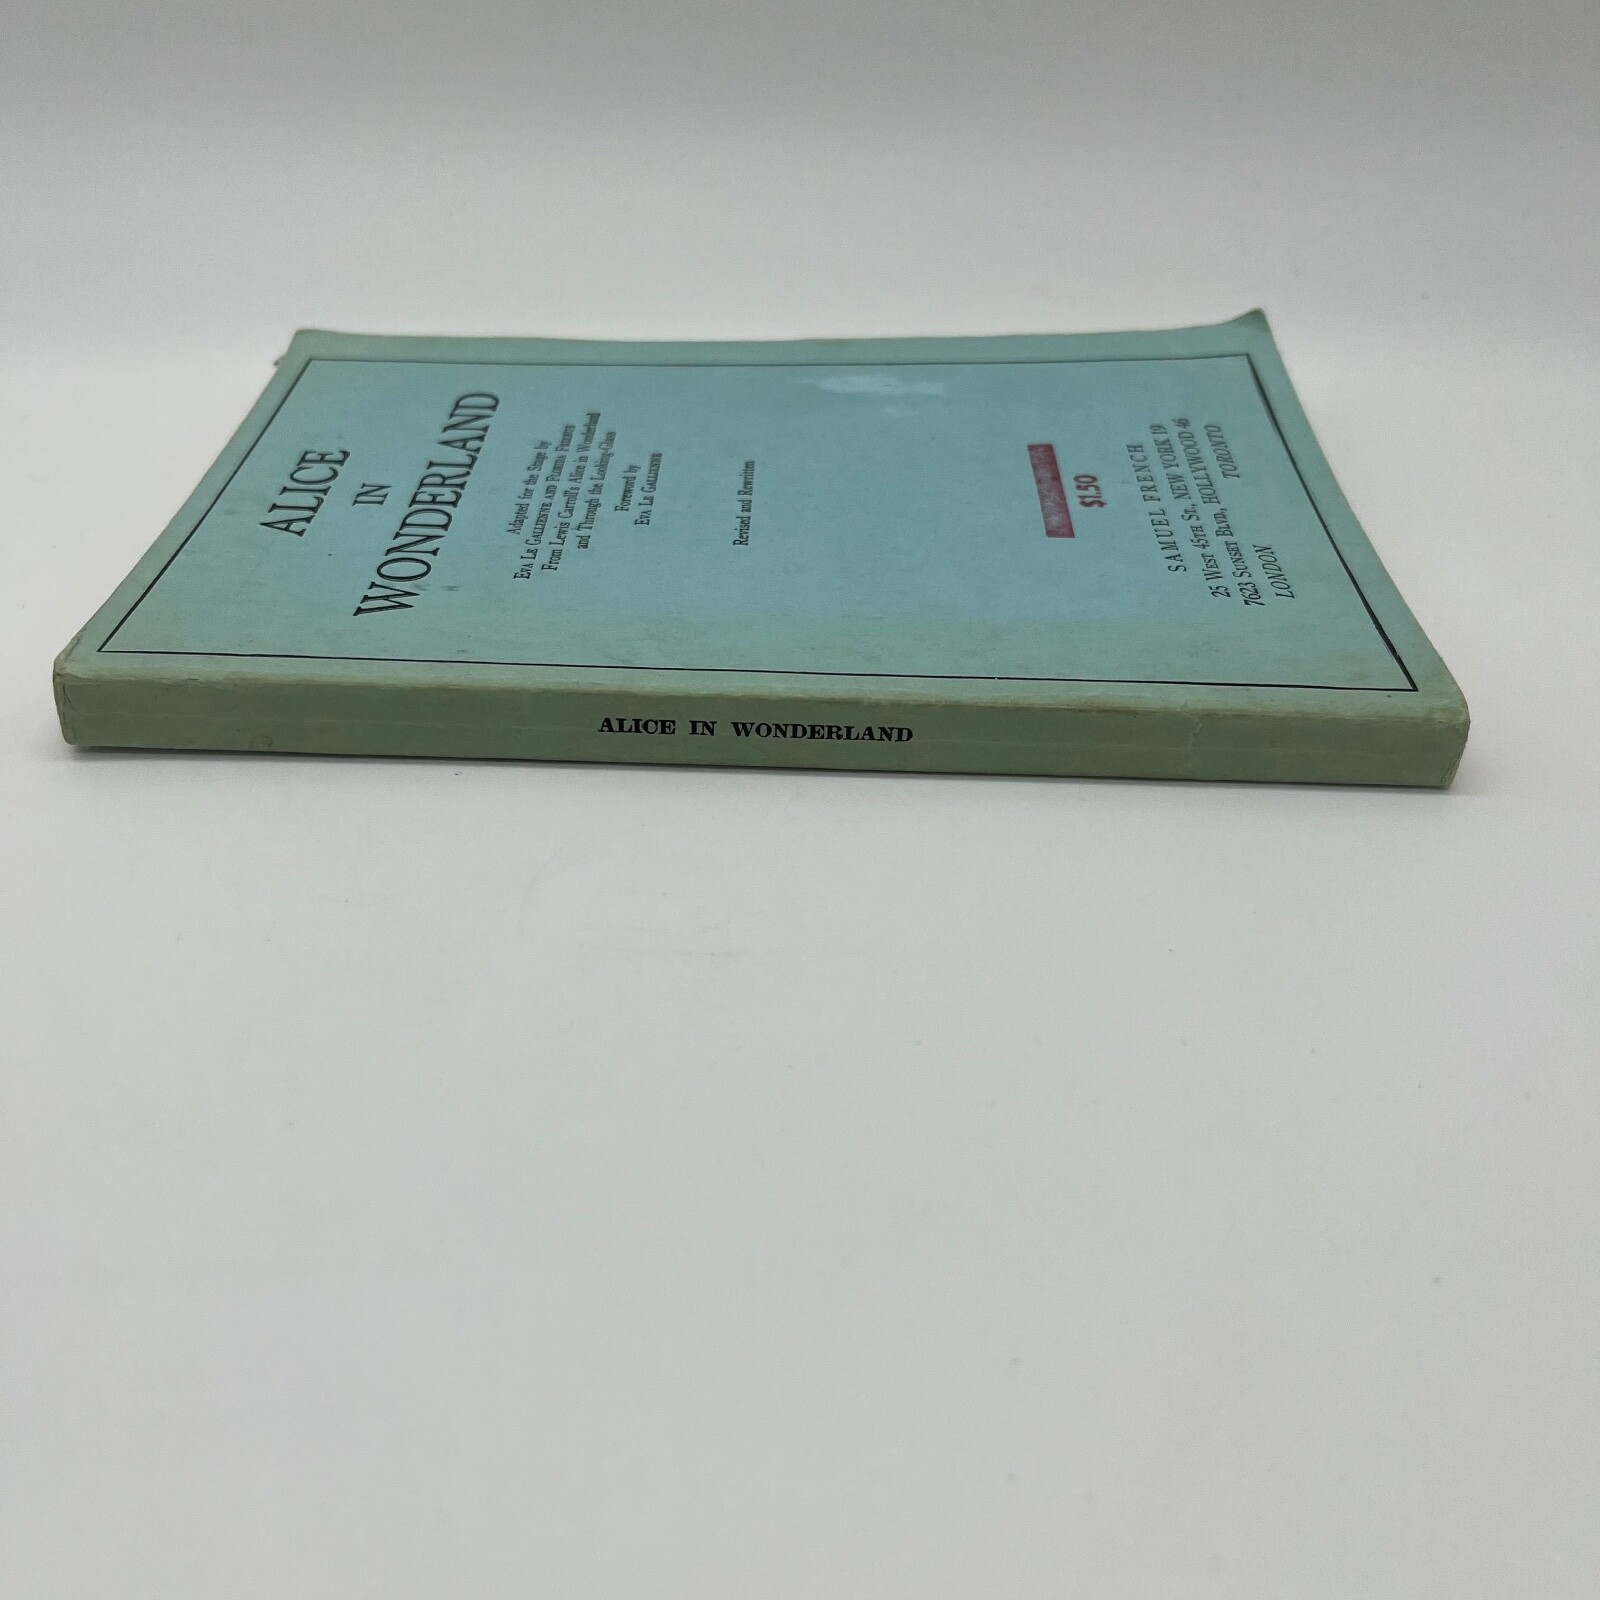 ALICE
IN
WONDERLAND
Adapted for the Stage by
EVA LE GALLIENNE AND FLORIDA FRIEBUS
From Lewis Carroll's Alice in Wonderland
and Through the Looking-Glass
Foreword by
EVA LE GALLIENNE
Revised and Rewritten
$1.50
SAMUEL FRENCH
25 WEST 45TH ST., NEW YORK 19
7623 SUNSET BLVD., HOLLYWOOD 46
LONDON TORONTO
ALICE IN WONDERLAND